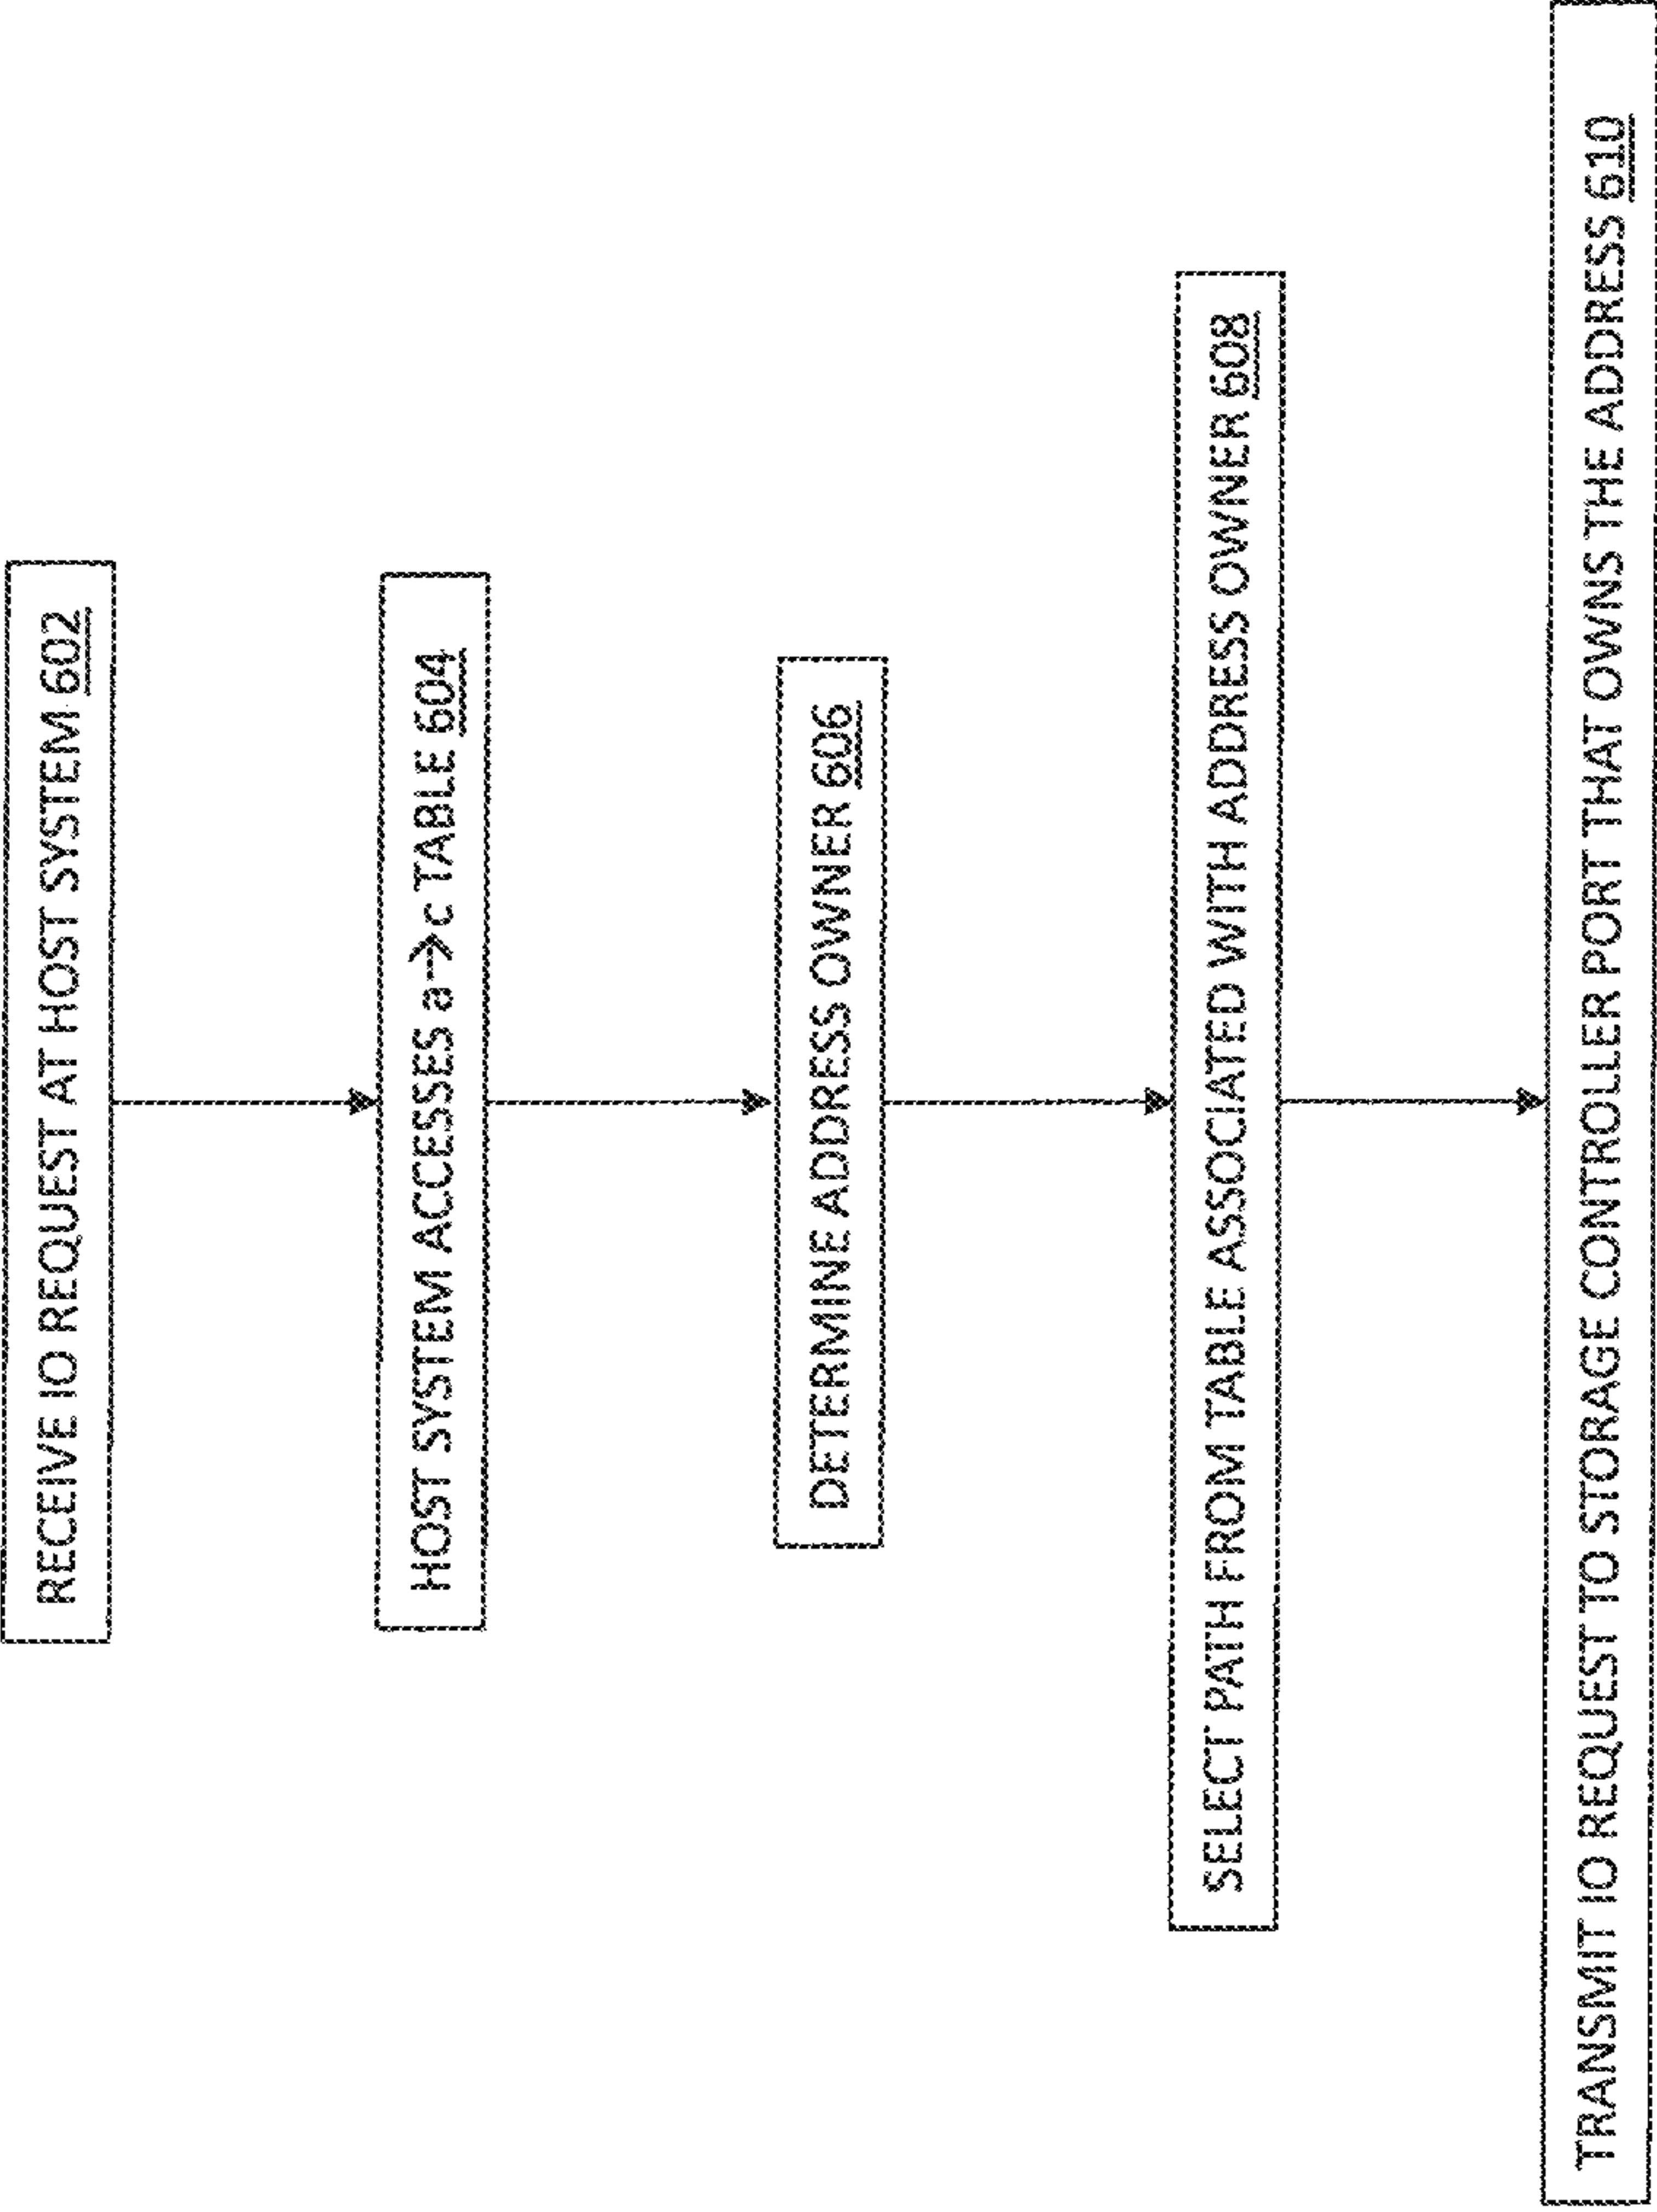 RECEIVE IO REQUEST AT HOST SYSTEM 602
HOST SYSTEM ACCESSES a→c TABLE 604
DETERMINE ADDRESS OWNER 606
SELECT PATH FROM TABLE ASSOCIATED WITH ADDRESS OWNER 608
TRANSMIT IO REQUEST TO STORAGE CONTROLLER PORT THAT OWNS THE ADDRESS 610